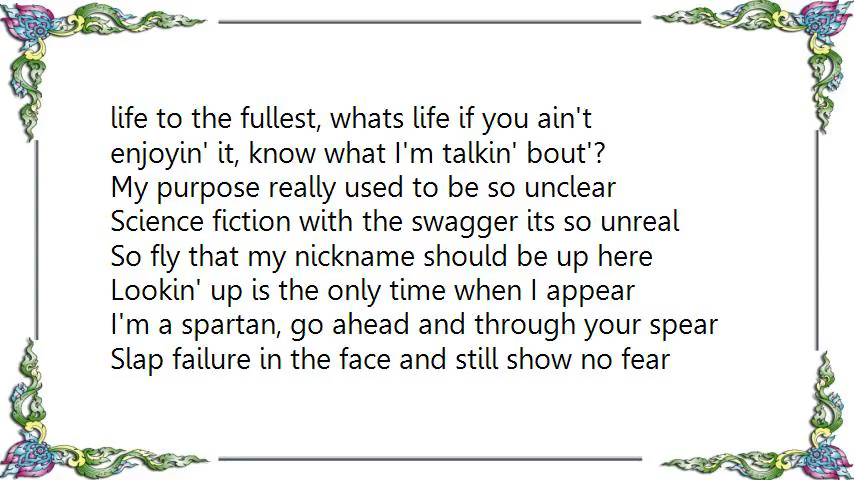 life to the fullest, whats life if you ain't
enjoyin' it, know what I'm talkin' bout'?
My purpose really used to be so unclear
Science fiction with the swagger its so unreal
So fly that my nickname should be up here
Lookin' up is the only time when I appear
I'm a spartan, go ahead and through your spear
Slap failure in the face and still show no fear